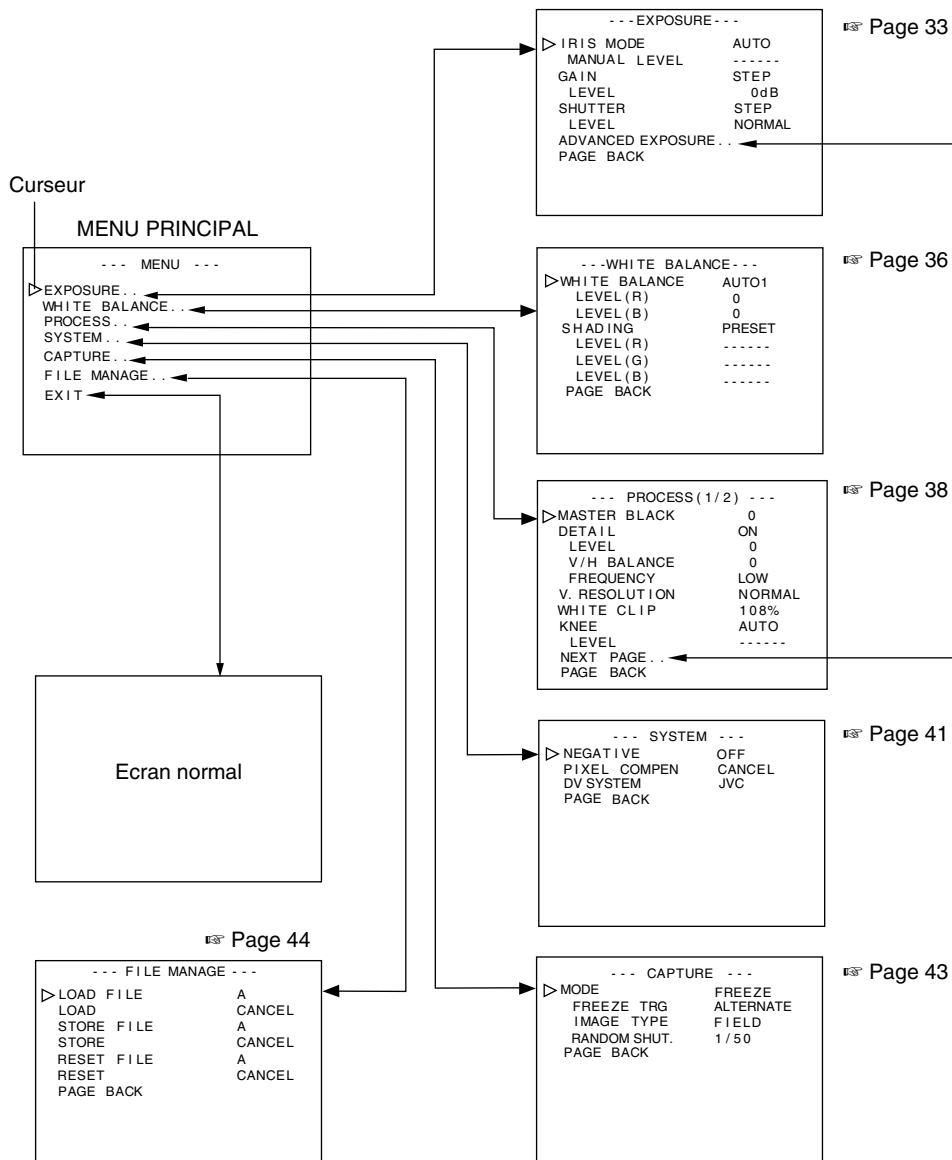 Curseur
MENU PRINCIPAL
--- MENU ---
EXPOSURE..
WHITE BALANCE..
PROCESS..
SYSTEM..
CAPTURE..
FILE MANAGE..
EXIT
Ecran normal
☞ Page 44
--- FILE MANAGE ---
LOAD FILE A
LOAD CANCEL
STORE FILE A
STORE CANCEL
RESET FILE A
RESET CANCEL
PAGE BACK
---EXPOSURE---
☞ Page 33
IRIS MODE AUTO
MANUAL LEVEL ------
GAIN STEP
LEVEL 0dB
SHUTTER STEP
LEVEL NORMAL
ADVANCED EXPOSURE..
PAGE BACK
---WHITE BALANCE---
☞ Page 36
WHITE BALANCE AUTO1
LEVEL(R) 0
LEVEL(B) 0
SHADING PRESET
LEVEL(R) ------
LEVEL(G) ------
LEVEL(B) ------
PAGE BACK
--- PROCESS(1/2) ---
☞ Page 38
MASTER BLACK 0
DETAIL ON
LEVEL 0
V/H BALANCE 0
FREQUENCY LOW
V. RESOLUTION NORMAL
WHITE CLIP 108%
KNEE AUTO
LEVEL ------
NEXT PAGE..
PAGE BACK
--- SYSTEM ---
☞ Page 41
NEGATIVE OFF
PIXEL COMPEN CANCEL
DV SYSTEM JVC
PAGE BACK
--- CAPTURE ---
☞ Page 43
MODE FREEZE
FREEZE TRG ALTERNATE
IMAGE TYPE FIELD
RANDOM SHUT. 1/50
PAGE BACK